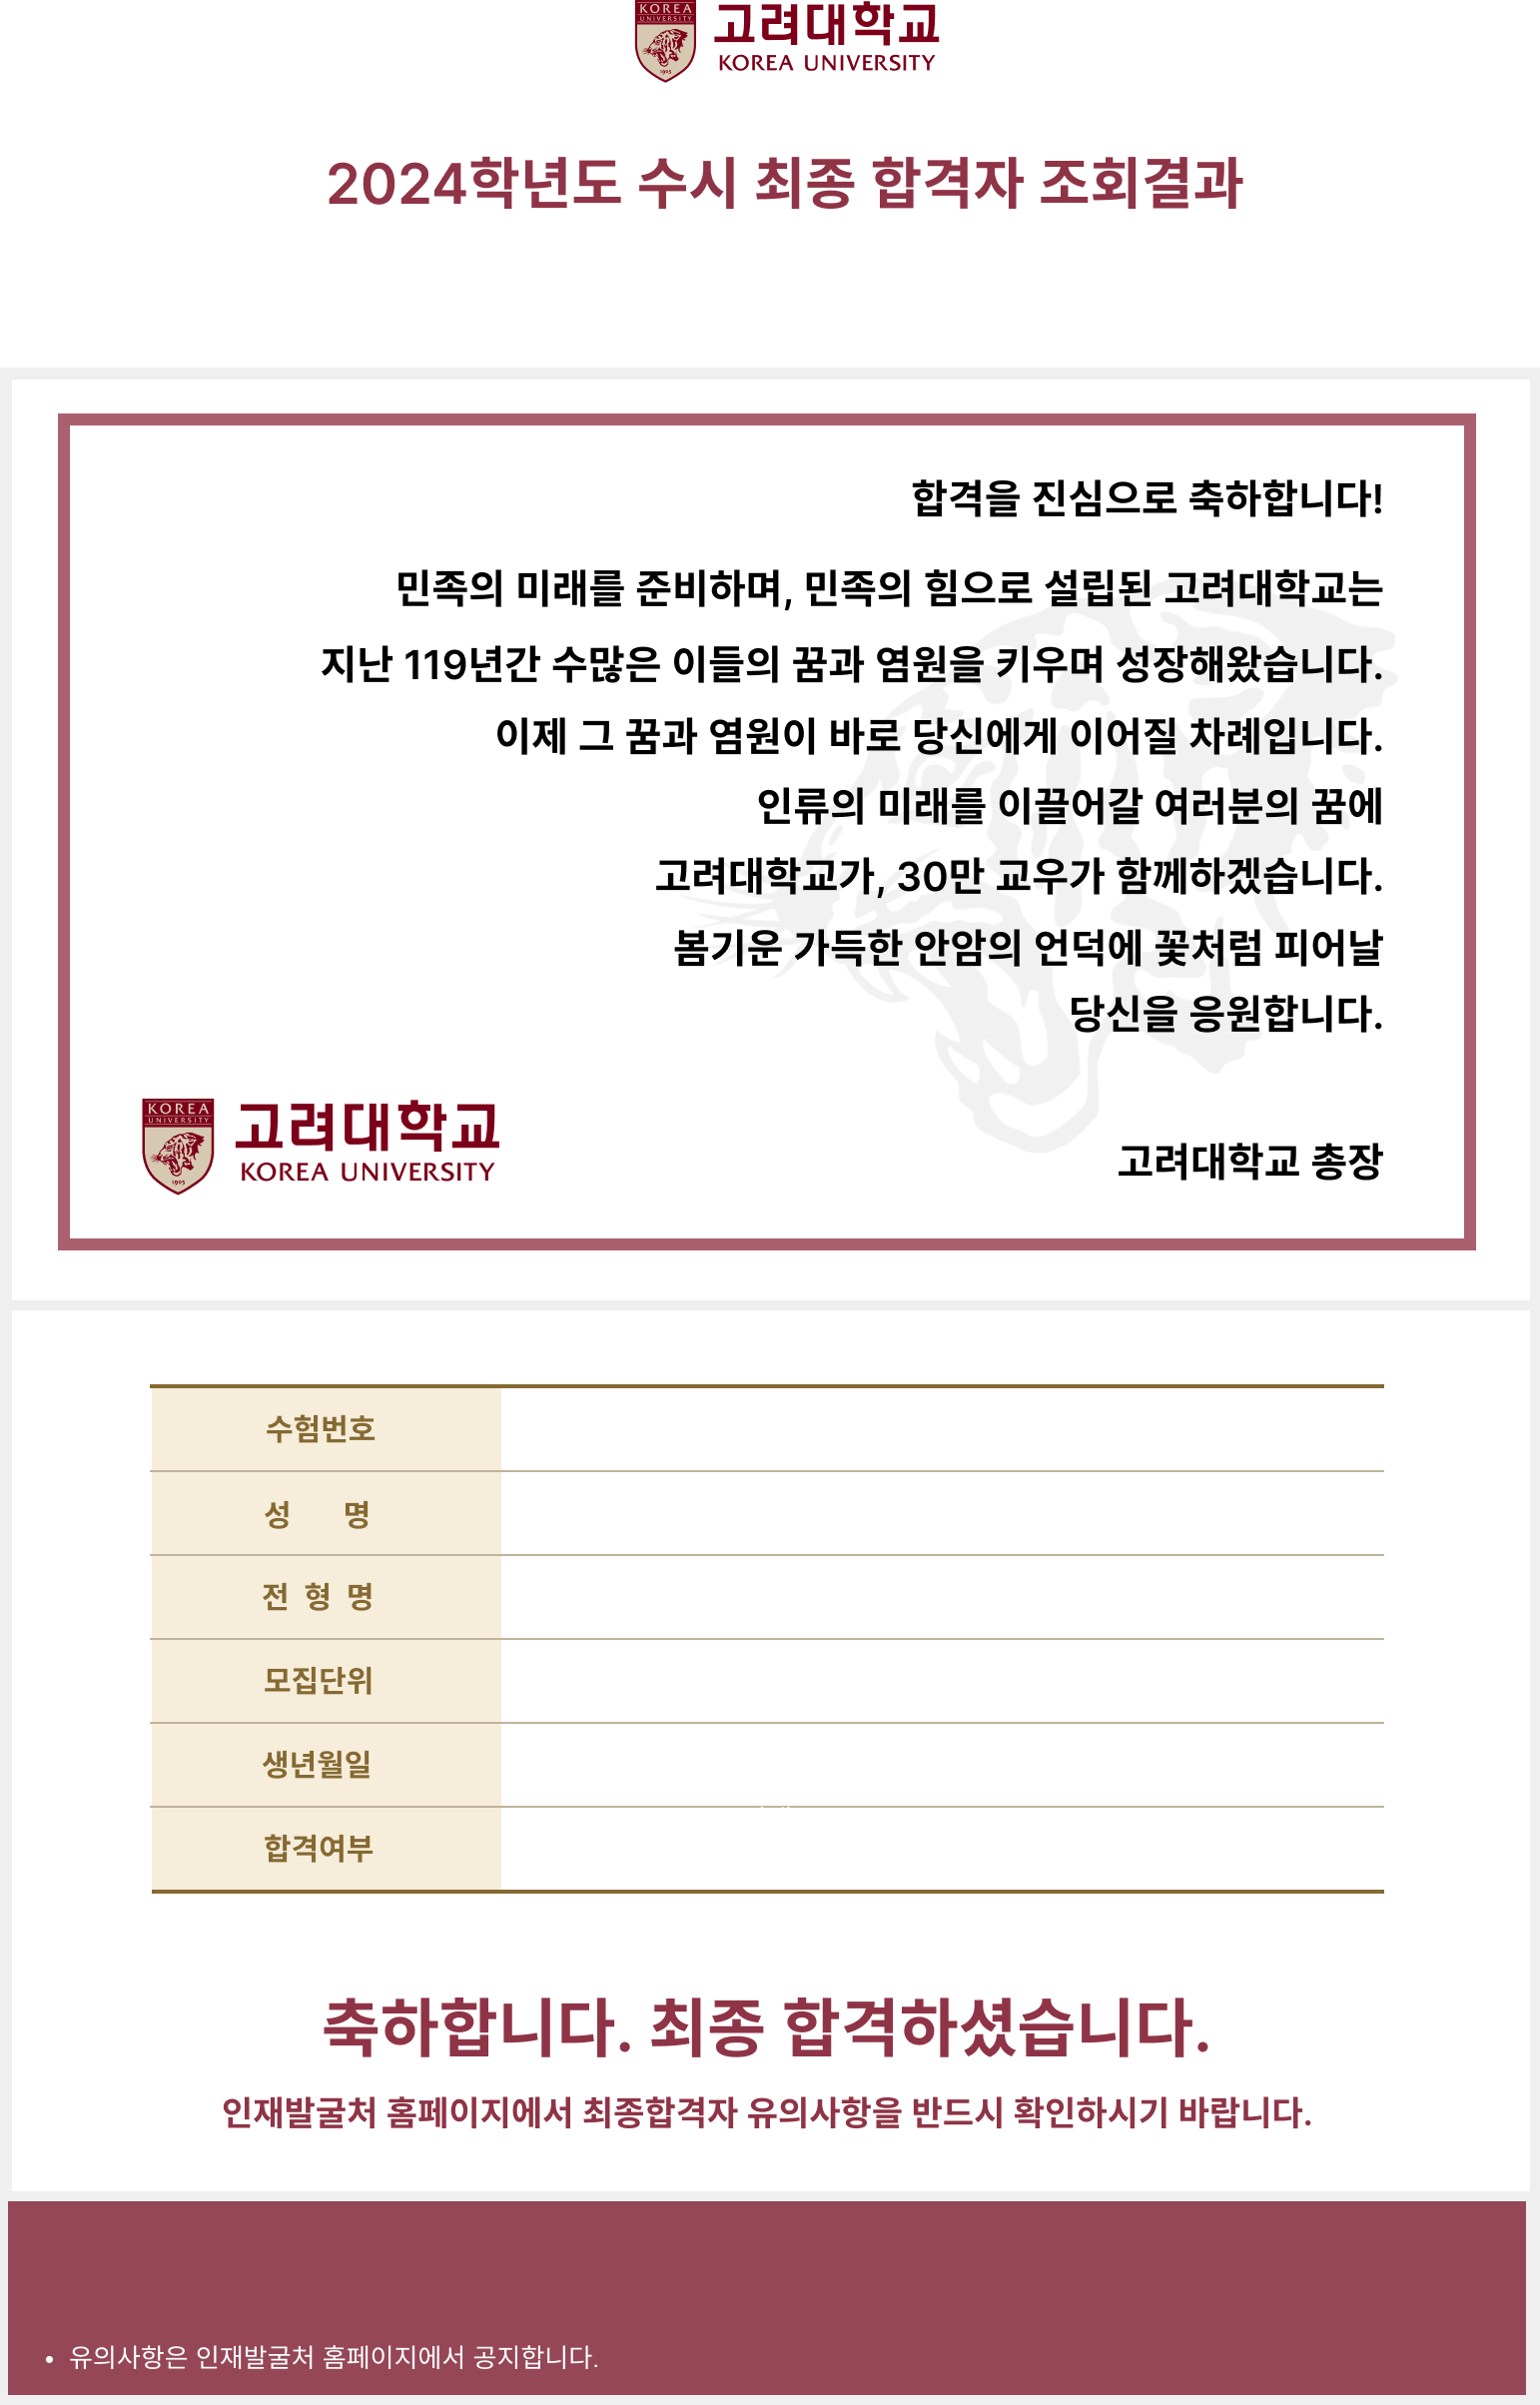 KOREA
UNIVERSITY
1905
고려대학교
KOREA UNIVERSITY
2024학년도 수시 최종 합격자 조회결과
합격을 진심으로 축하합니다!
민족의 미래를 준비하며, 민족의 힘으로 설립된 고려대학교는
지난 119년간 수많은 이들의 꿈과 염원을 키우며 성장해왔습니다.
이제 그 꿈과 염원이 바로 당신에게 이어질 차례입니다.
인류의 미래를 이끌어갈 여러분의 꿈에
고려대학교가, 30만 교우가 함께하겠습니다.
봄기운 가득한 안암의 언덕에 꽃처럼 피어날
당신을 응원합니다.
KOREA
UNIVERSITY
1905
고려대학교
KOREA UNIVERSITY
고려대학교 총장
수험번호
성 명
전 형 명
모집단위
생년월일
합격여부
축하합니다. 최종 합격하셨습니다.
인재발굴처 홈페이지에서 최종합격자 유의사항을 반드시 확인하시기 바랍니다.
• 유의사항은 인재발굴처 홈페이지에서 공지합니다.